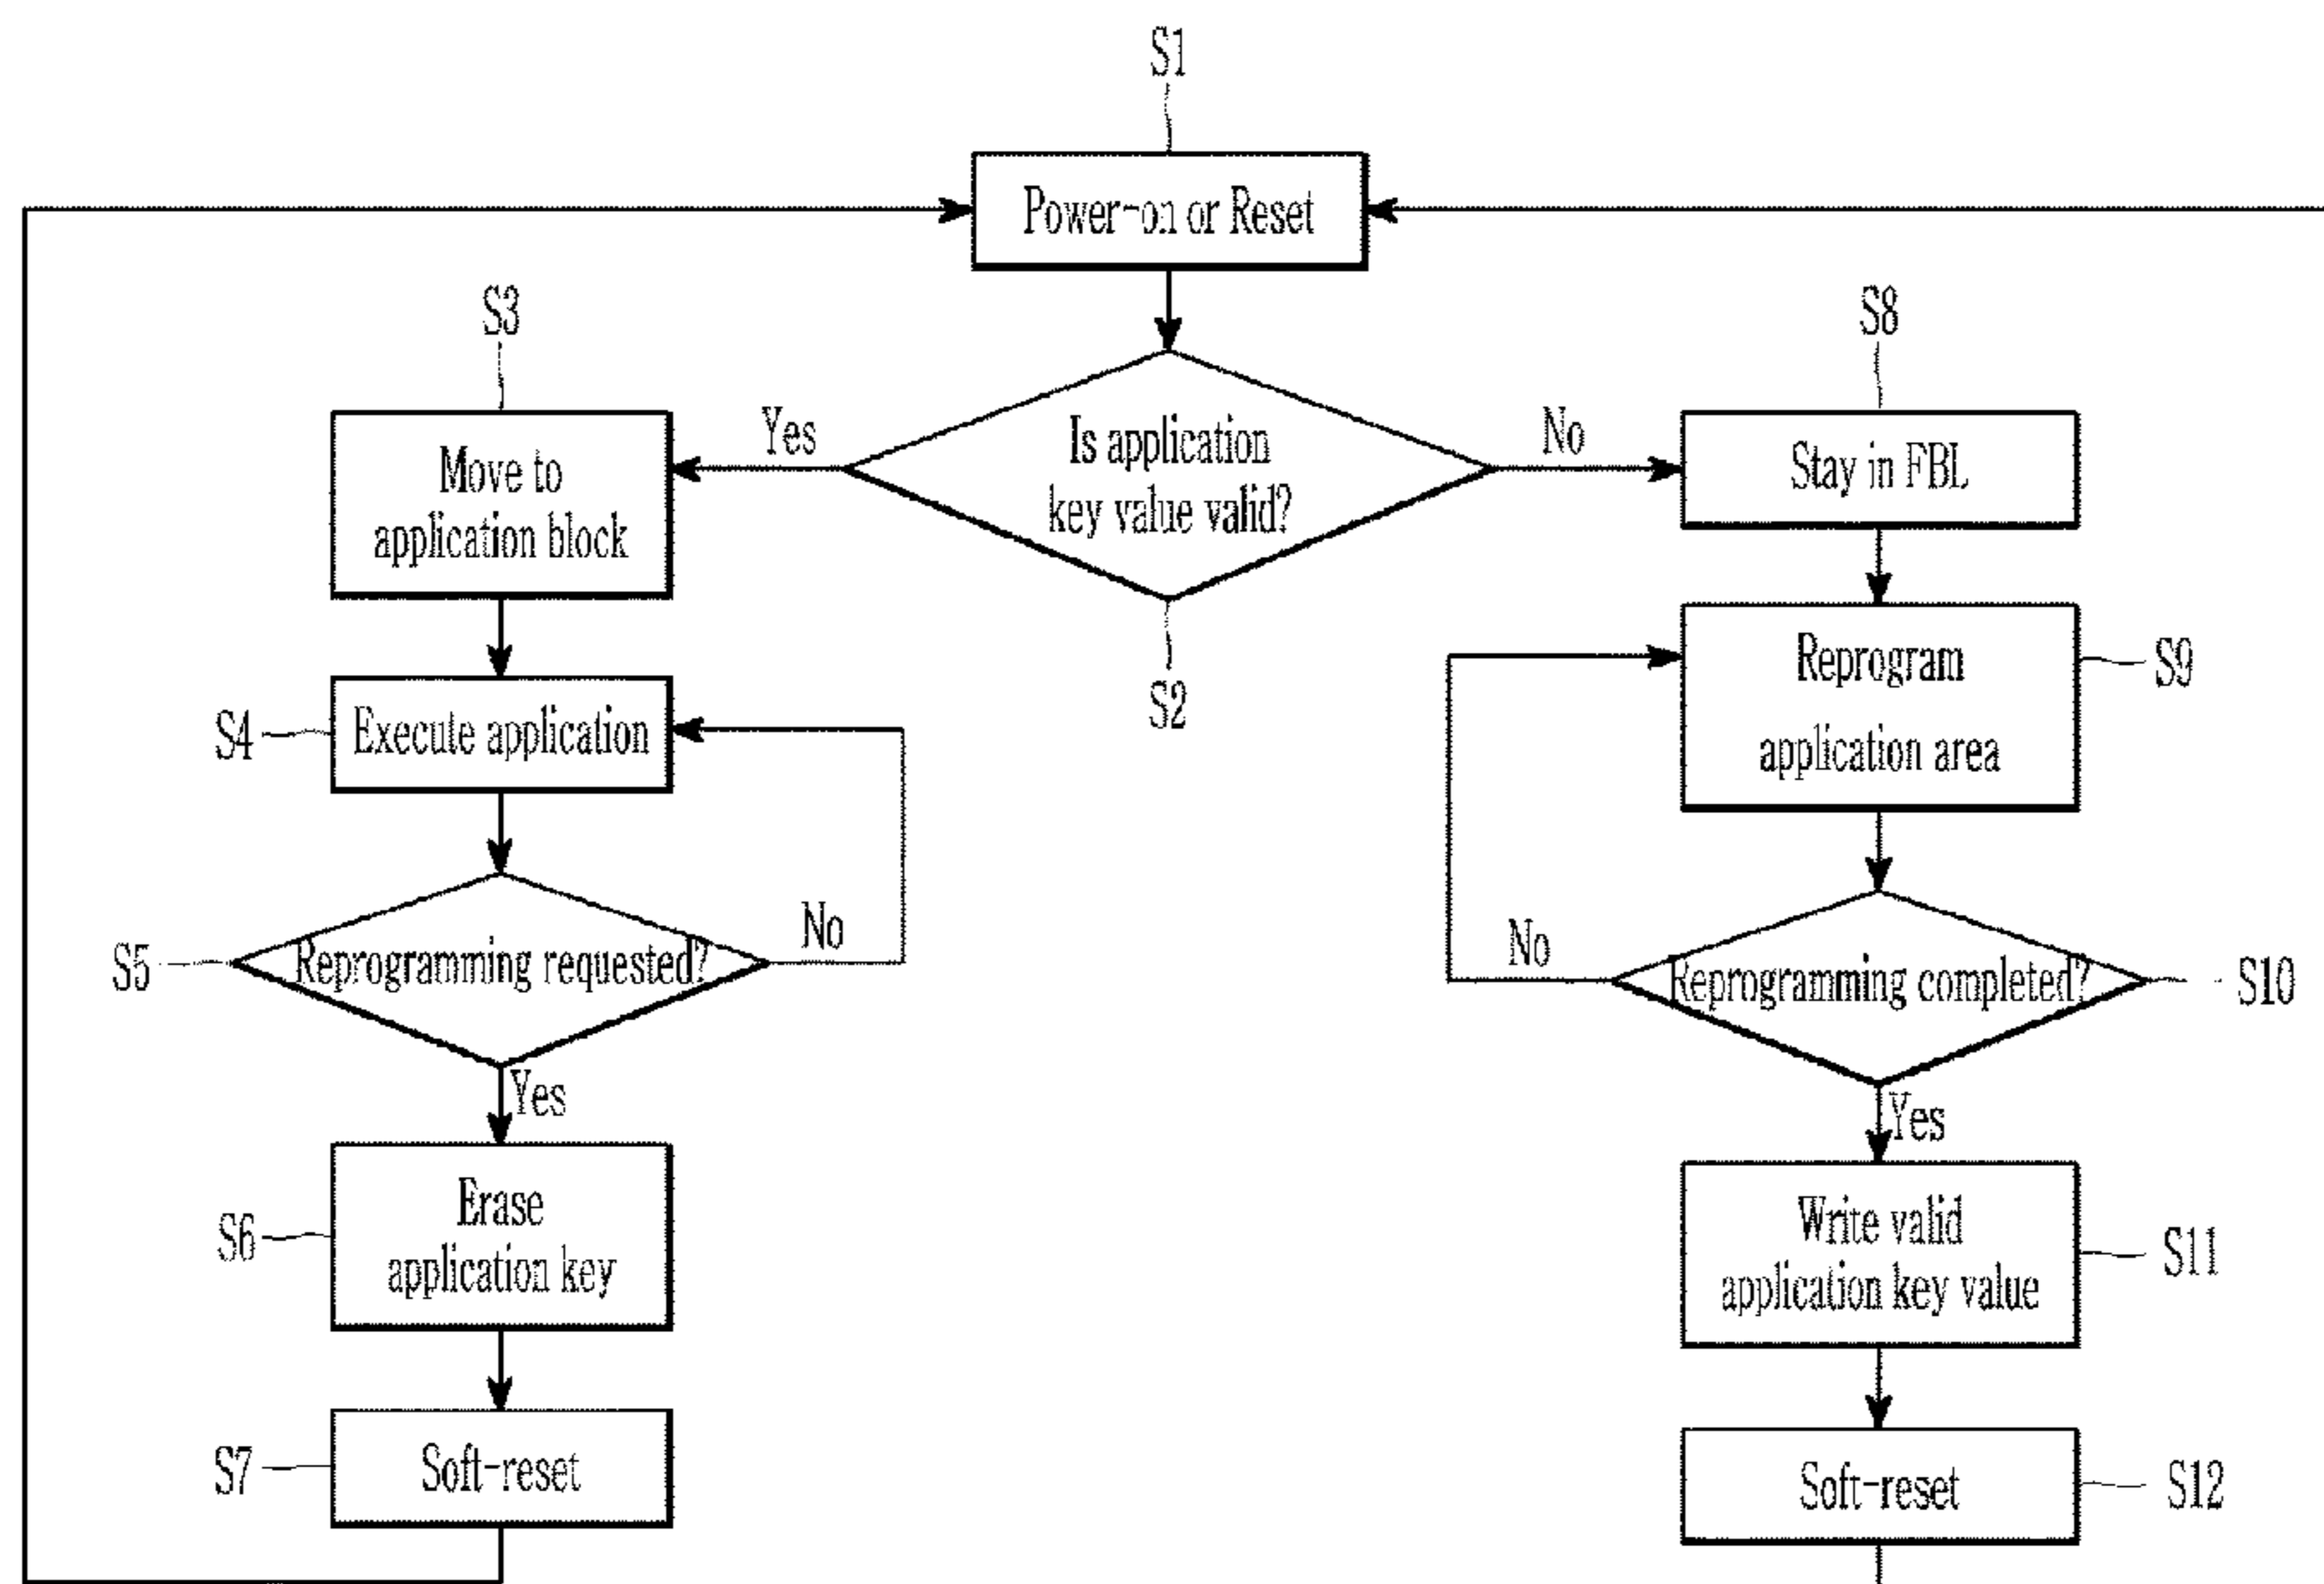 S1
Power-on or Reset
S3
S8
Yes
Is application
key value valid?
No
Move to
application block
Stay in FBL
S2
S4
Execute application
Reprogram
application area
S9
S5
Reprogramming requested?
No
No
Reprogramming completed?
S10
Yes
Yes
S6
Erase
application key
Write valid
application key value
S11
S7
Soft-reset
Soft-reset
S12